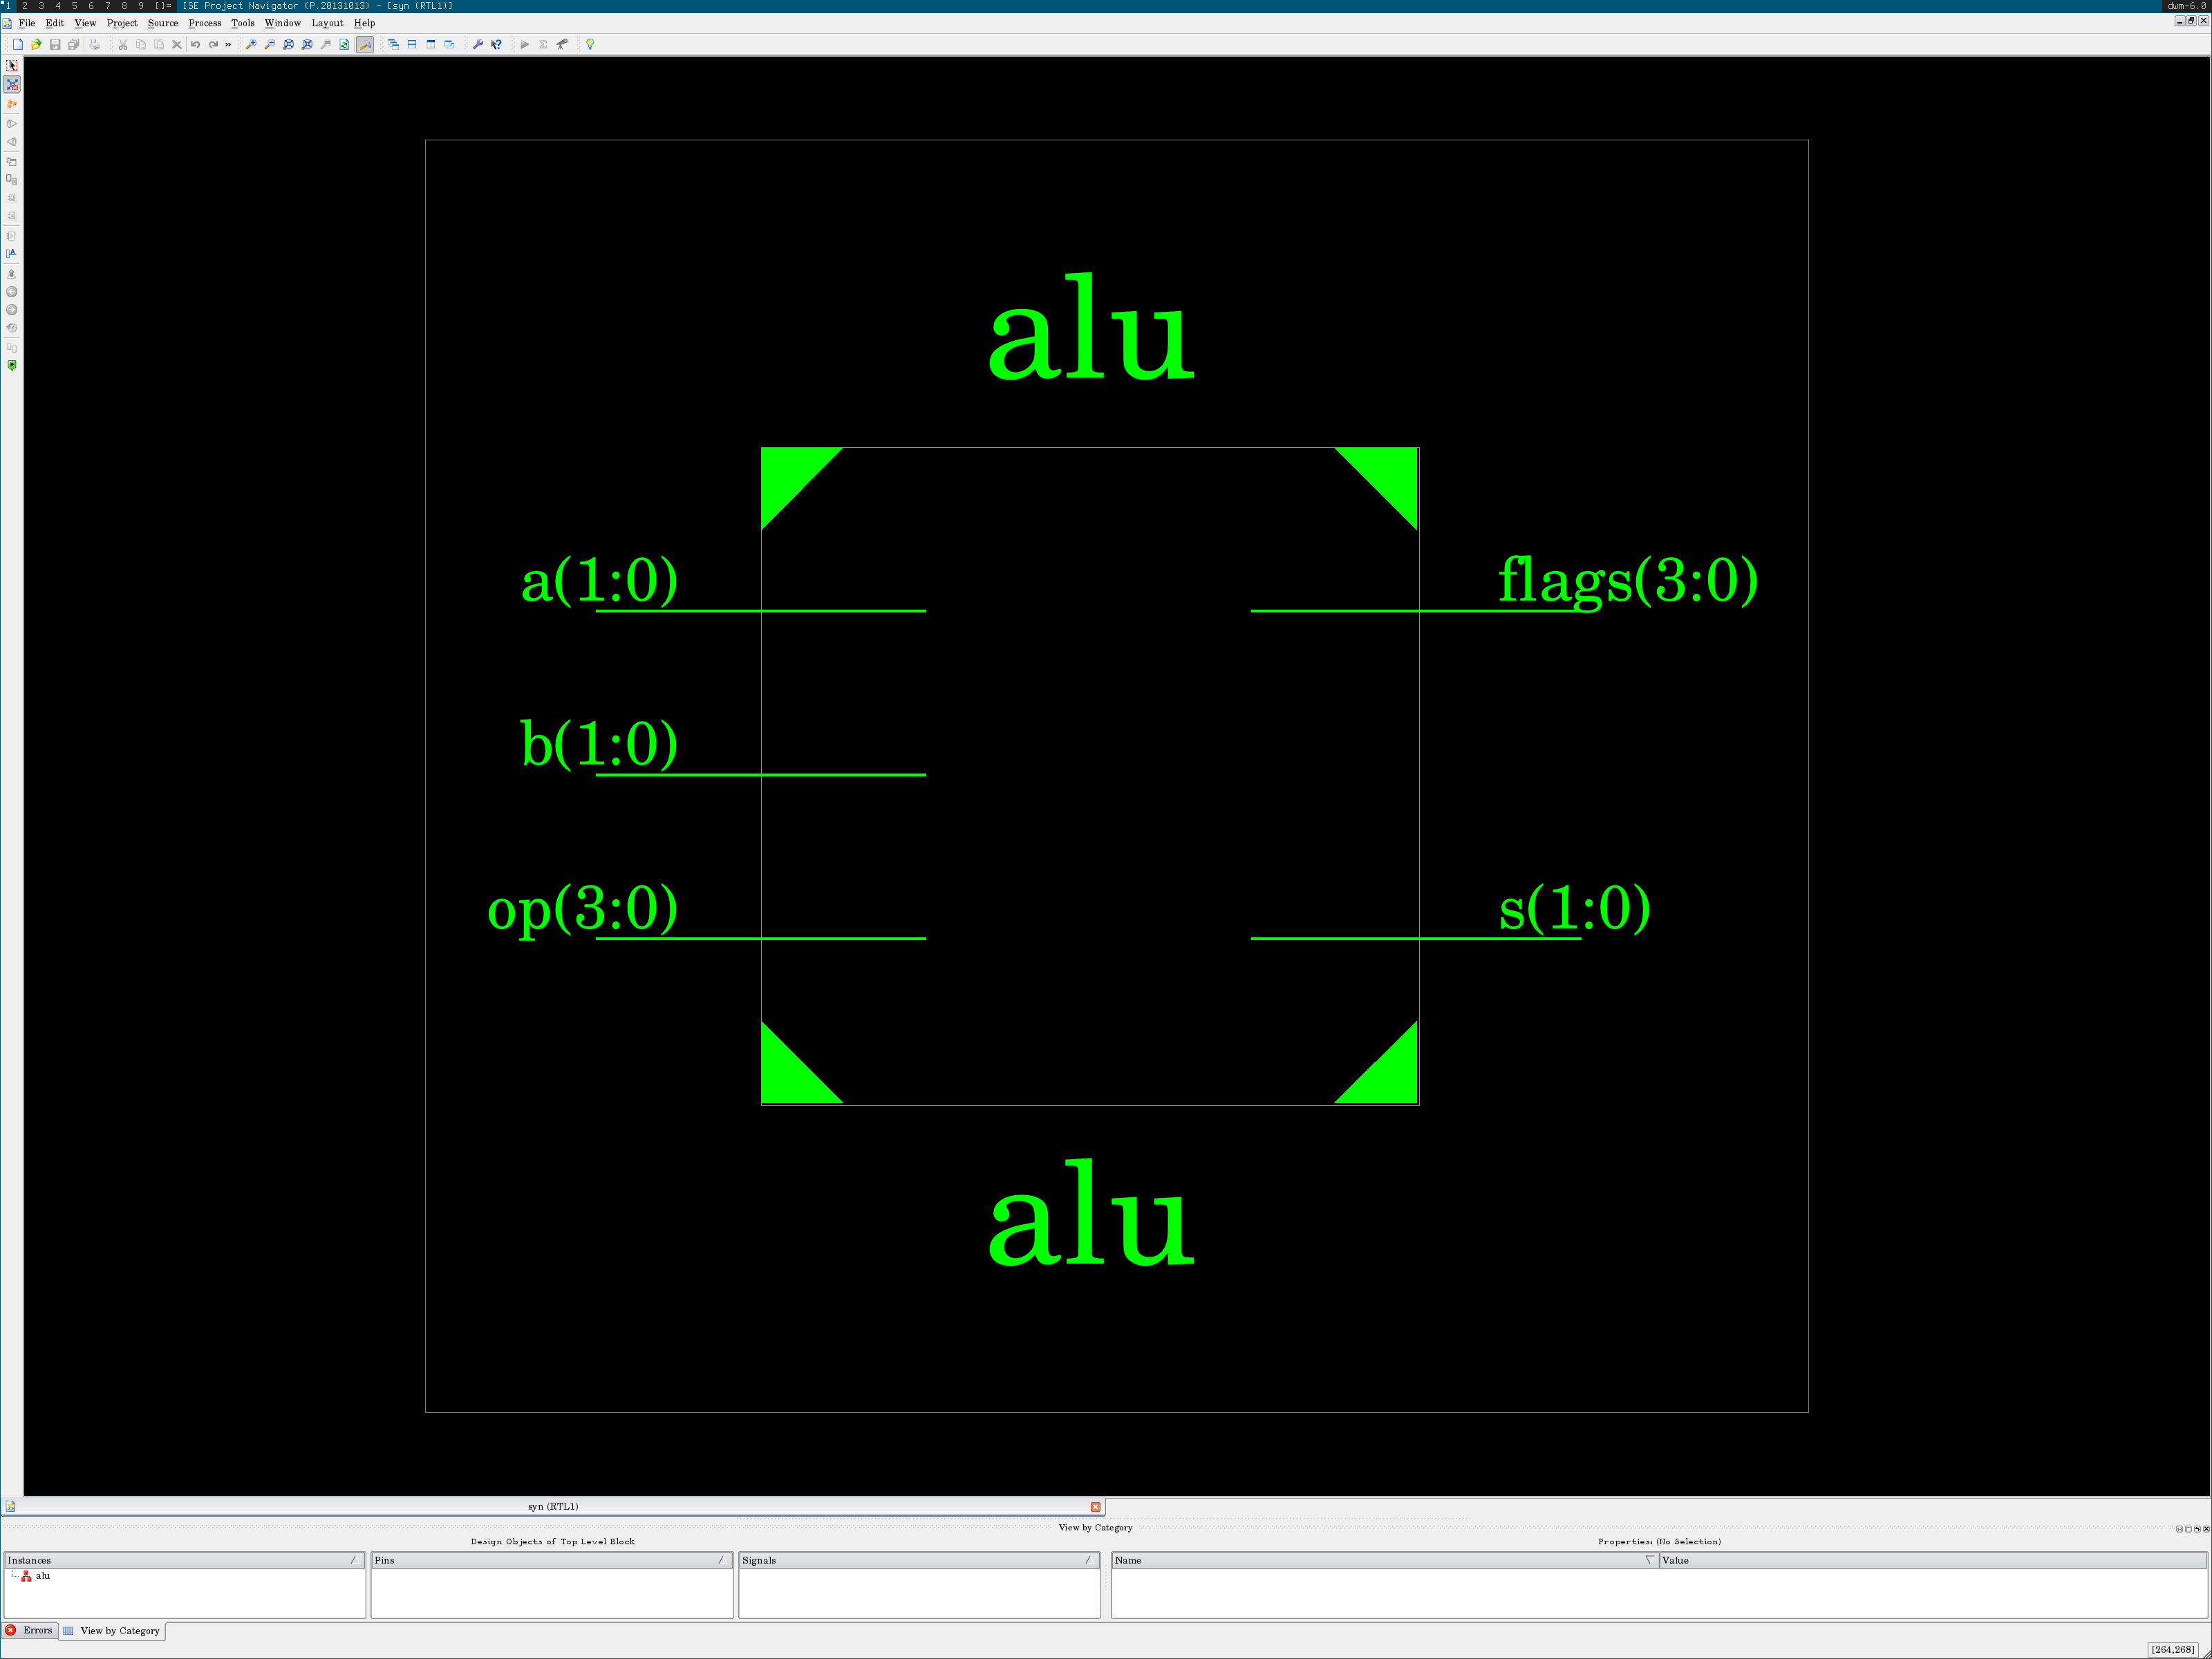 1 2 3 4 5 6 7 8 9 []= ISE Project Navigator (P.20131013) - [syn (RTL1)] dwm-6.0
File Edit View Project Source Process Tools Window Layout Help
»
alu
a(1:0) flags(3:0)
b(1:0)
op(3:0) s(1:0)
alu
syn (RTL1)
View by Category
Design Objects of Top Level Block Properties: (No Selection)
Instances Pins Signals Name Value
alu
Errors View by Category
[264,268]